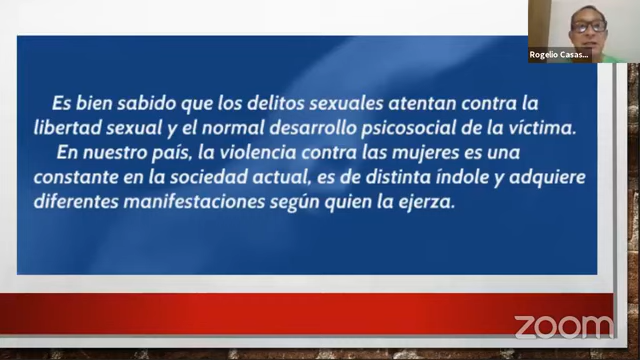 Rogelio Casas...
Es bien sabido que los delitos sexuales atentan contra la
libertad sexual y el normal desarrollo psicosocial de la víctima.
En nuestro país, la violencia contra las mujeres es una
constante en la sociedad actual, es de distinta índole y adquiere
diferentes manifestaciones según quien la ejerza.
zoom